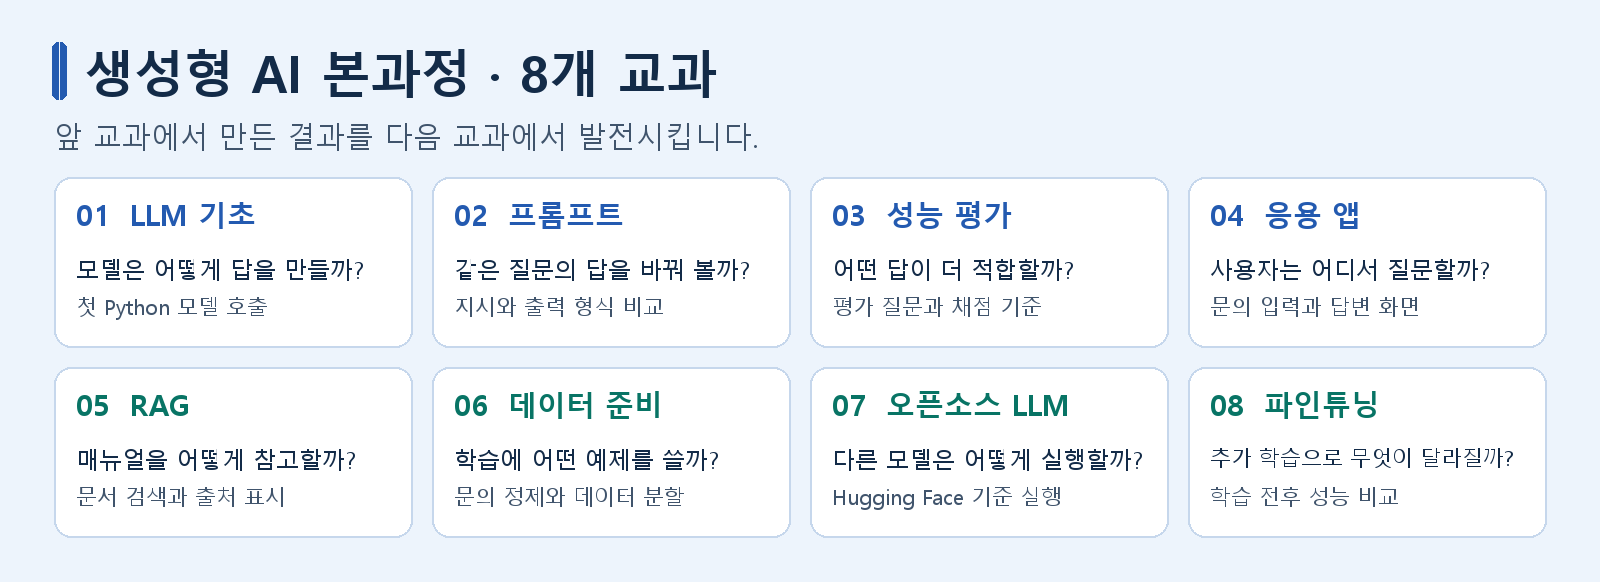 생성형 AI 본과정 · 8개 교과
앞 교과에서 만든 결과를 다음 교과에서 발전시킵니다.
01 LLM 기초
모델은 어떻게 답을 만들까?
첫 Python 모델 호출
02 프롬프트
같은 질문의 답을 바꿔 볼까?
지시와 출력 형식 비교
03 성능 평가
어떤 답이 더 적합할까?
평가 질문과 채점 기준
04 응용 앱
사용자는 어디서 질문할까?
문의 입력과 답변 화면
05 RAG
매뉴얼을 어떻게 참고할까?
문서 검색과 출처 표시
06 데이터 준비
학습에 어떤 예제를 쓸까?
문의 정제와 데이터 분할
07 오픈소스 LLM
다른 모델은 어떻게 실행할까?
Hugging Face 기준 실행
08 파인튜닝
추가 학습으로 무엇이 달라질까?
학습 전후 성능 비교